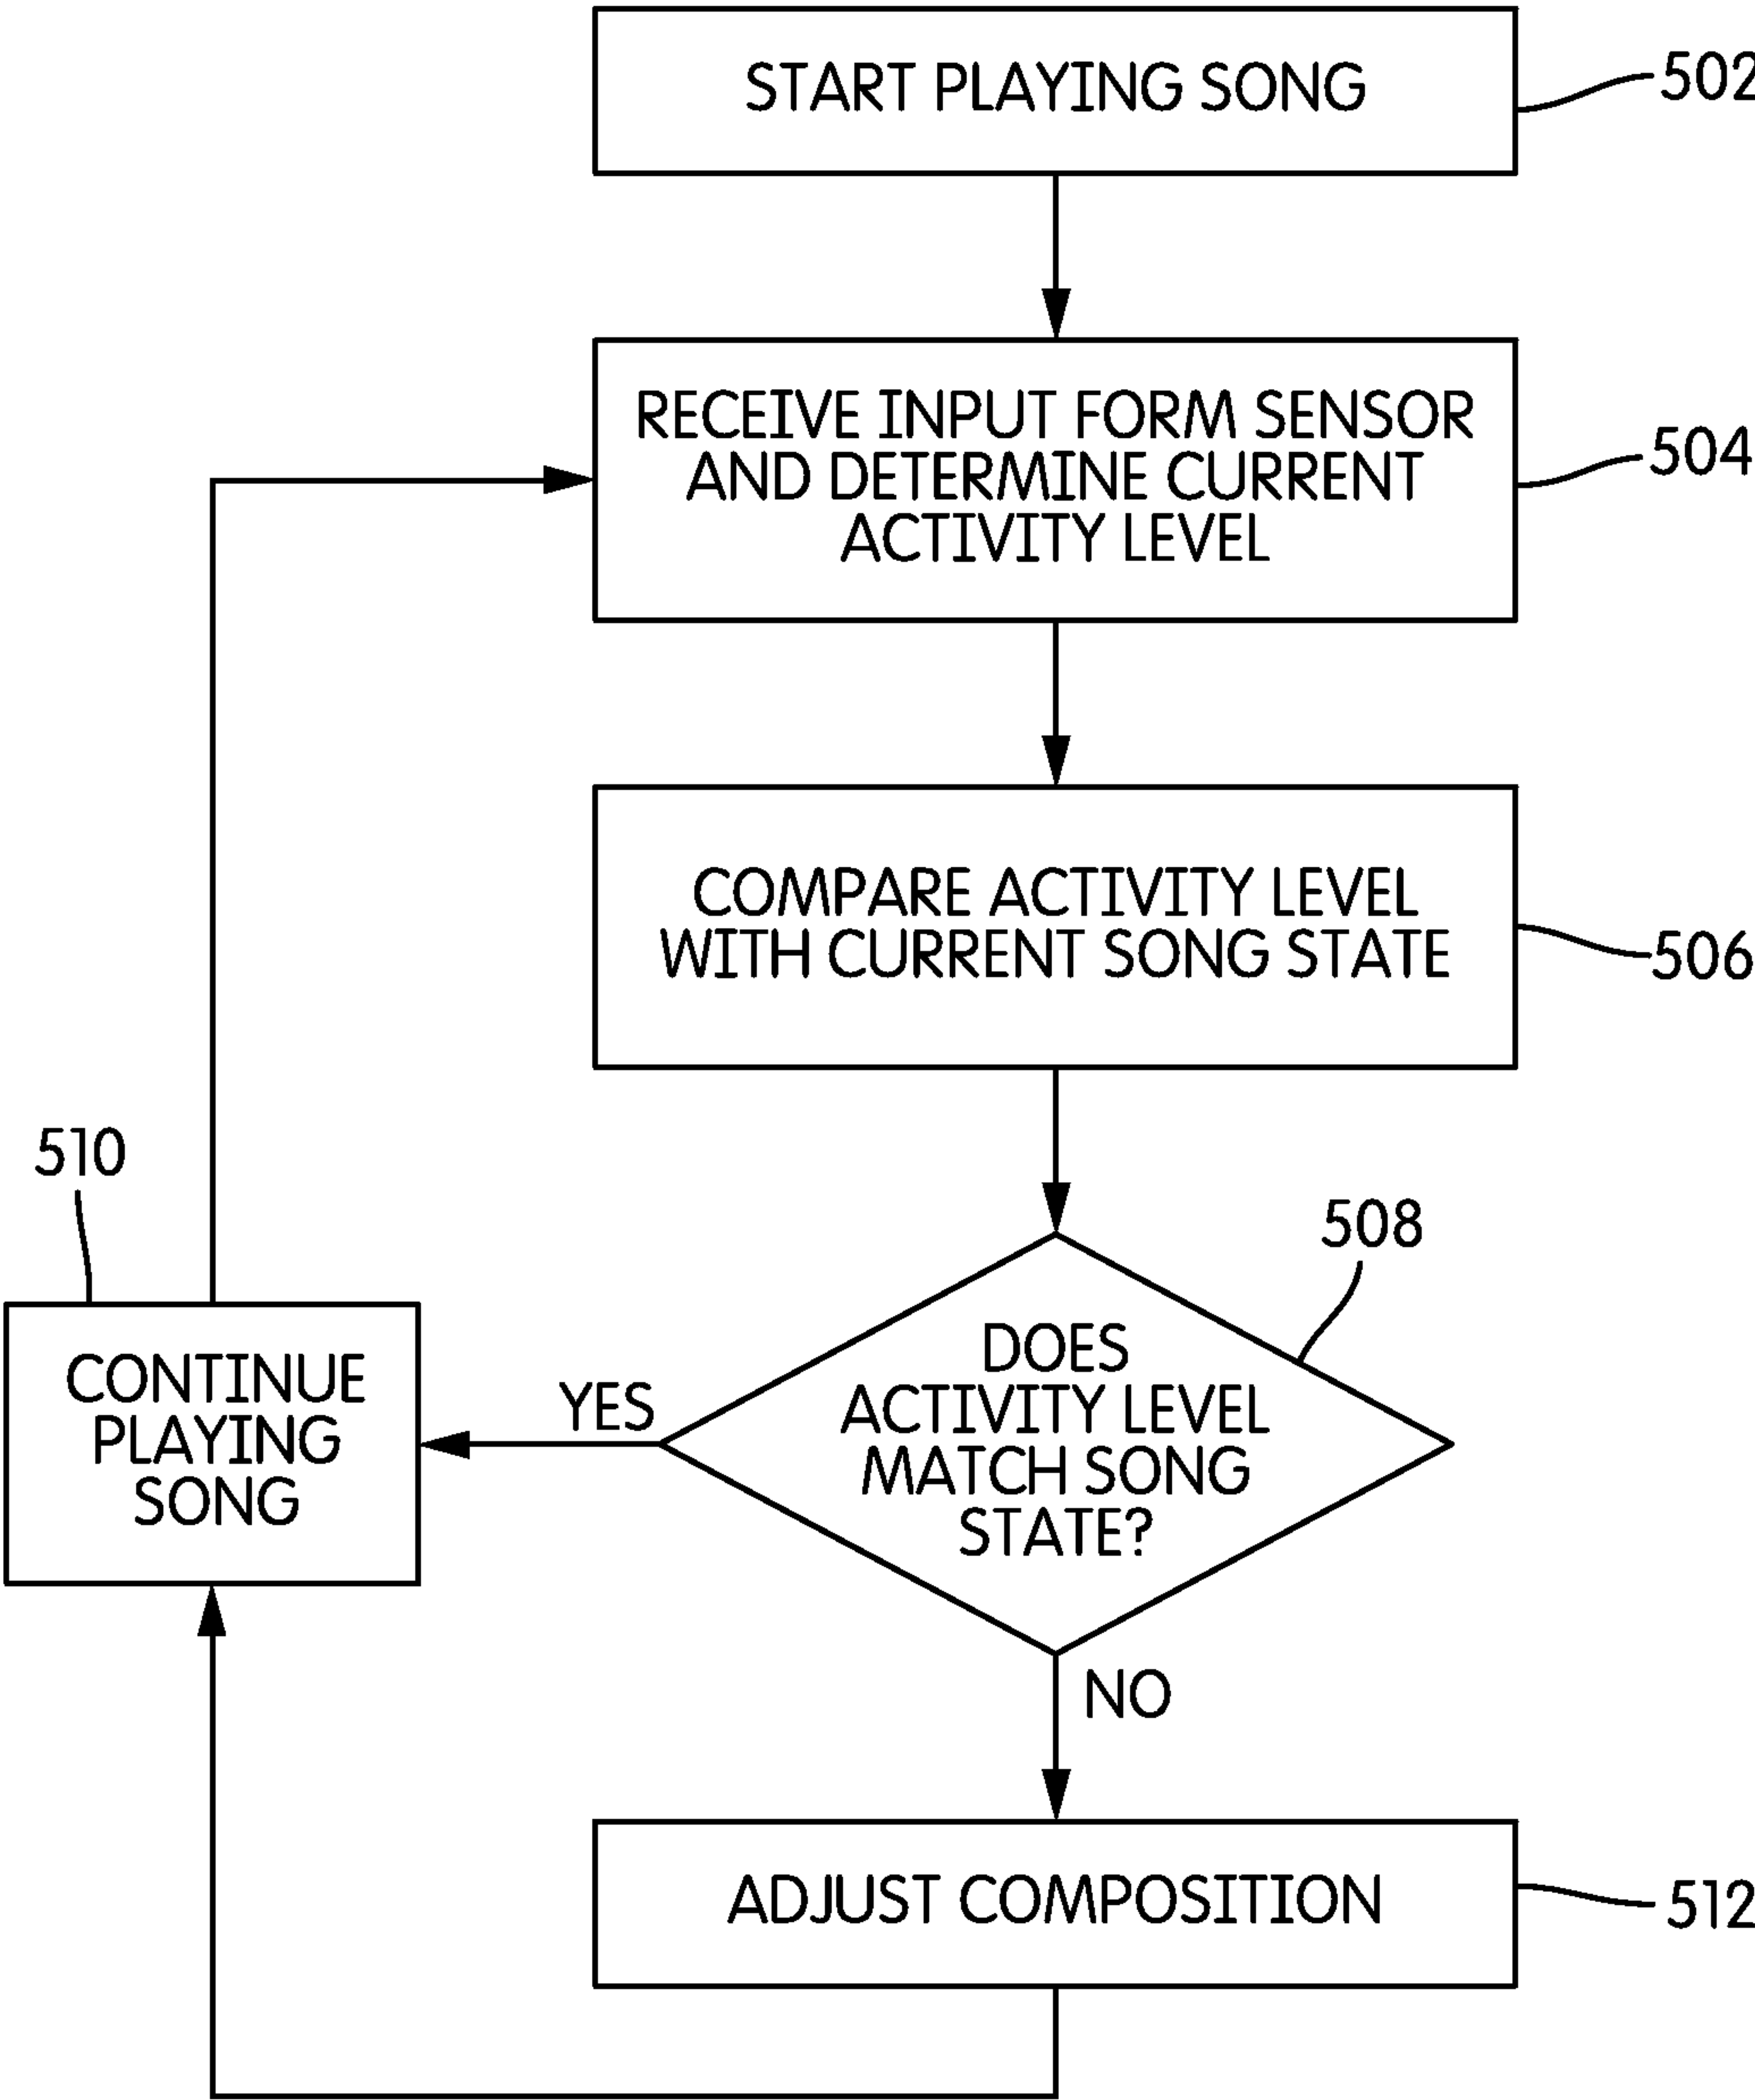 START PLAYING SONG
502
RECEIVE INPUT FORM SENSOR
AND DETERMINE CURRENT
ACTIVITY LEVEL
504
COMPARE ACTIVITY LEVEL
WITH CURRENT SONG STATE
506
508
DOES
ACTIVITY LEVEL
MATCH SONG
STATE?
YES
510
CONTINUE
PLAYING
SONG
NO
ADJUST COMPOSITION
512